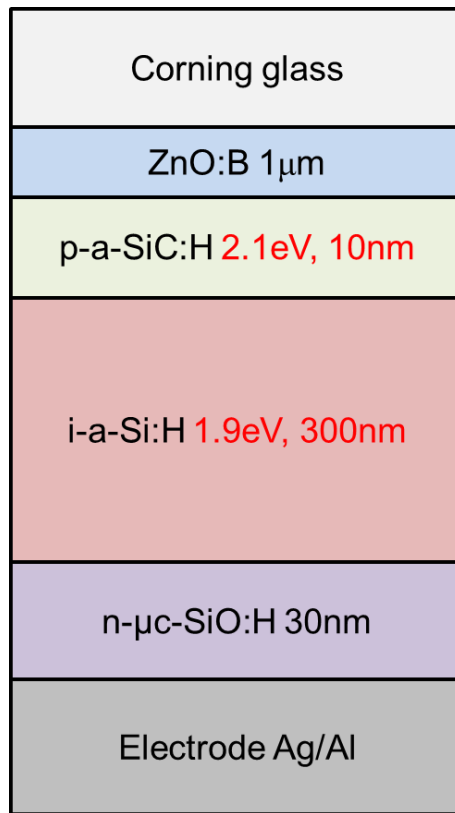 Corning glass
ZnO:B 1μm
p-a-SiC:H 2.1eV, 10nm
i-a-Si:H 1.9eV, 300nm
n-µc-SiO:H 30nm
Electrode Ag/Al